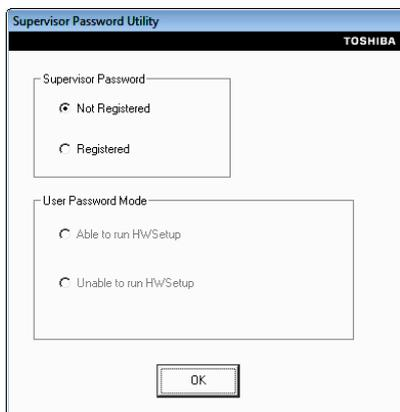 Supervisor Password Utility
TOSHIBA
Supervisor Password
Not Registered
Registered
User Password Mode
Able to run HWSetup
Unable to run HWSetup
OK